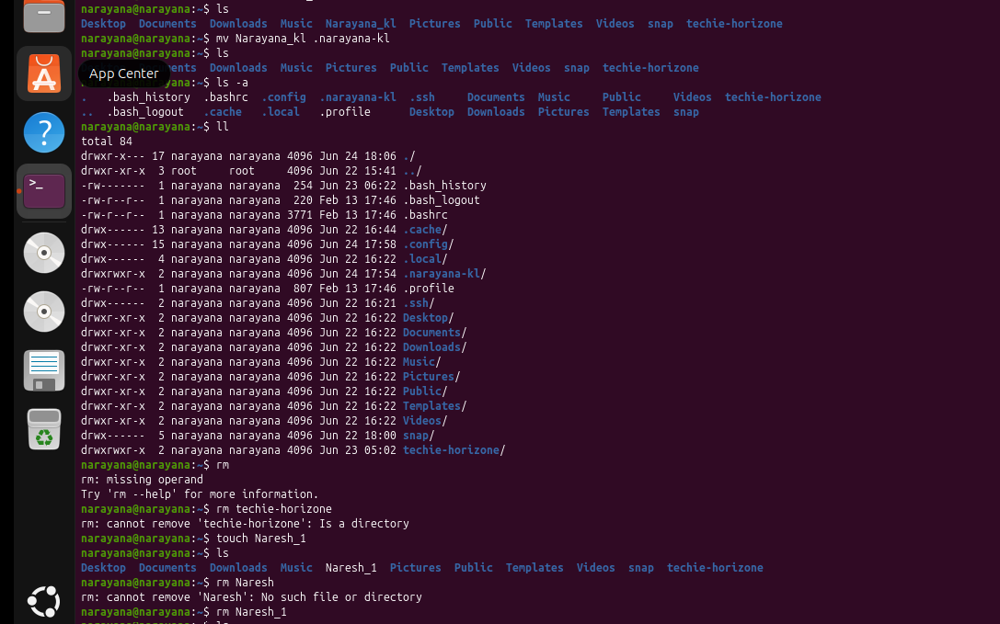 narayana@narayana:~$ ls
Desktop Documents Downloads Music Narayana_kl Pictures Public Templates Videos snap techie-horizone
narayana@narayana:~$ mv Narayana_kl .narayana-kl
narayana@narayana:~$ ls
ments Downloads Music Pictures Public Templates Videos snap techie-horizone
App Center
ayana:~$ ls -a
. .bash_history .bashrc .config .narayana-kl .ssh Documents Music Public Videos techie-horizone
.. .bash_logout .cache .local .profile Desktop Downloads Pictures Templates snap
narayana@narayana:~$ ll
total 84
drwxr-x--- 17 narayana narayana 4096 Jun 24 18:06 ./
drwxr-xr-x 3 root root 4096 Jun 22 15:41 ../
-rw------- 1 narayana narayana 254 Jun 23 06:22 .bash_history
-rw-r--r-- 1 narayana narayana 220 Feb 13 17:46 .bash_logout
-rw-r--r-- 1 narayana narayana 3771 Feb 13 17:46 .bashrc
drwx------ 13 narayana narayana 4096 Jun 22 16:44 .cache/
drwx------ 15 narayana narayana 4096 Jun 24 17:58 .config/
drwx------ 4 narayana narayana 4096 Jun 22 16:22 .local/
drwxrwxr-x 2 narayana narayana 4096 Jun 24 17:54 .narayana-kl/
-rw-r--r-- 1 narayana narayana 807 Feb 13 17:46 .profile
drwx------ 2 narayana narayana 4096 Jun 22 16:21 .ssh/
drwxr-xr-x 2 narayana narayana 4096 Jun 22 16:22 Desktop/
drwxr-xr-x 2 narayana narayana 4096 Jun 22 16:22 Documents/
drwxr-xr-x 2 narayana narayana 4096 Jun 22 16:22 Downloads/
drwxr-xr-x 2 narayana narayana 4096 Jun 22 16:22 Music/
drwxr-xr-x 2 narayana narayana 4096 Jun 22 16:22 Pictures/
drwxr-xr-x 2 narayana narayana 4096 Jun 22 16:22 Public/
drwxr-xr-x 2 narayana narayana 4096 Jun 22 16:22 Templates/
drwxr-xr-x 2 narayana narayana 4096 Jun 22 16:22 Videos/
drwx------ 5 narayana narayana 4096 Jun 22 18:00 snap/
drwxrwxr-x 2 narayana narayana 4096 Jun 23 05:02 techie-horizone/
narayana@narayana:~$ rm
rm: missing operand
Try 'rm --help' for more information.
narayana@narayana:~$ rm techie-horizone
rm: cannot remove 'techie-horizone': Is a directory
narayana@narayana:~$ touch Naresh_1
narayana@narayana:~$ ls
Desktop Documents Downloads Music Naresh_1 Pictures Public Templates Videos snap techie-horizone
narayana@narayana:~$ rm Naresh
rm: cannot remove 'Naresh': No such file or directory
narayana@narayana:~$ rm Naresh_1